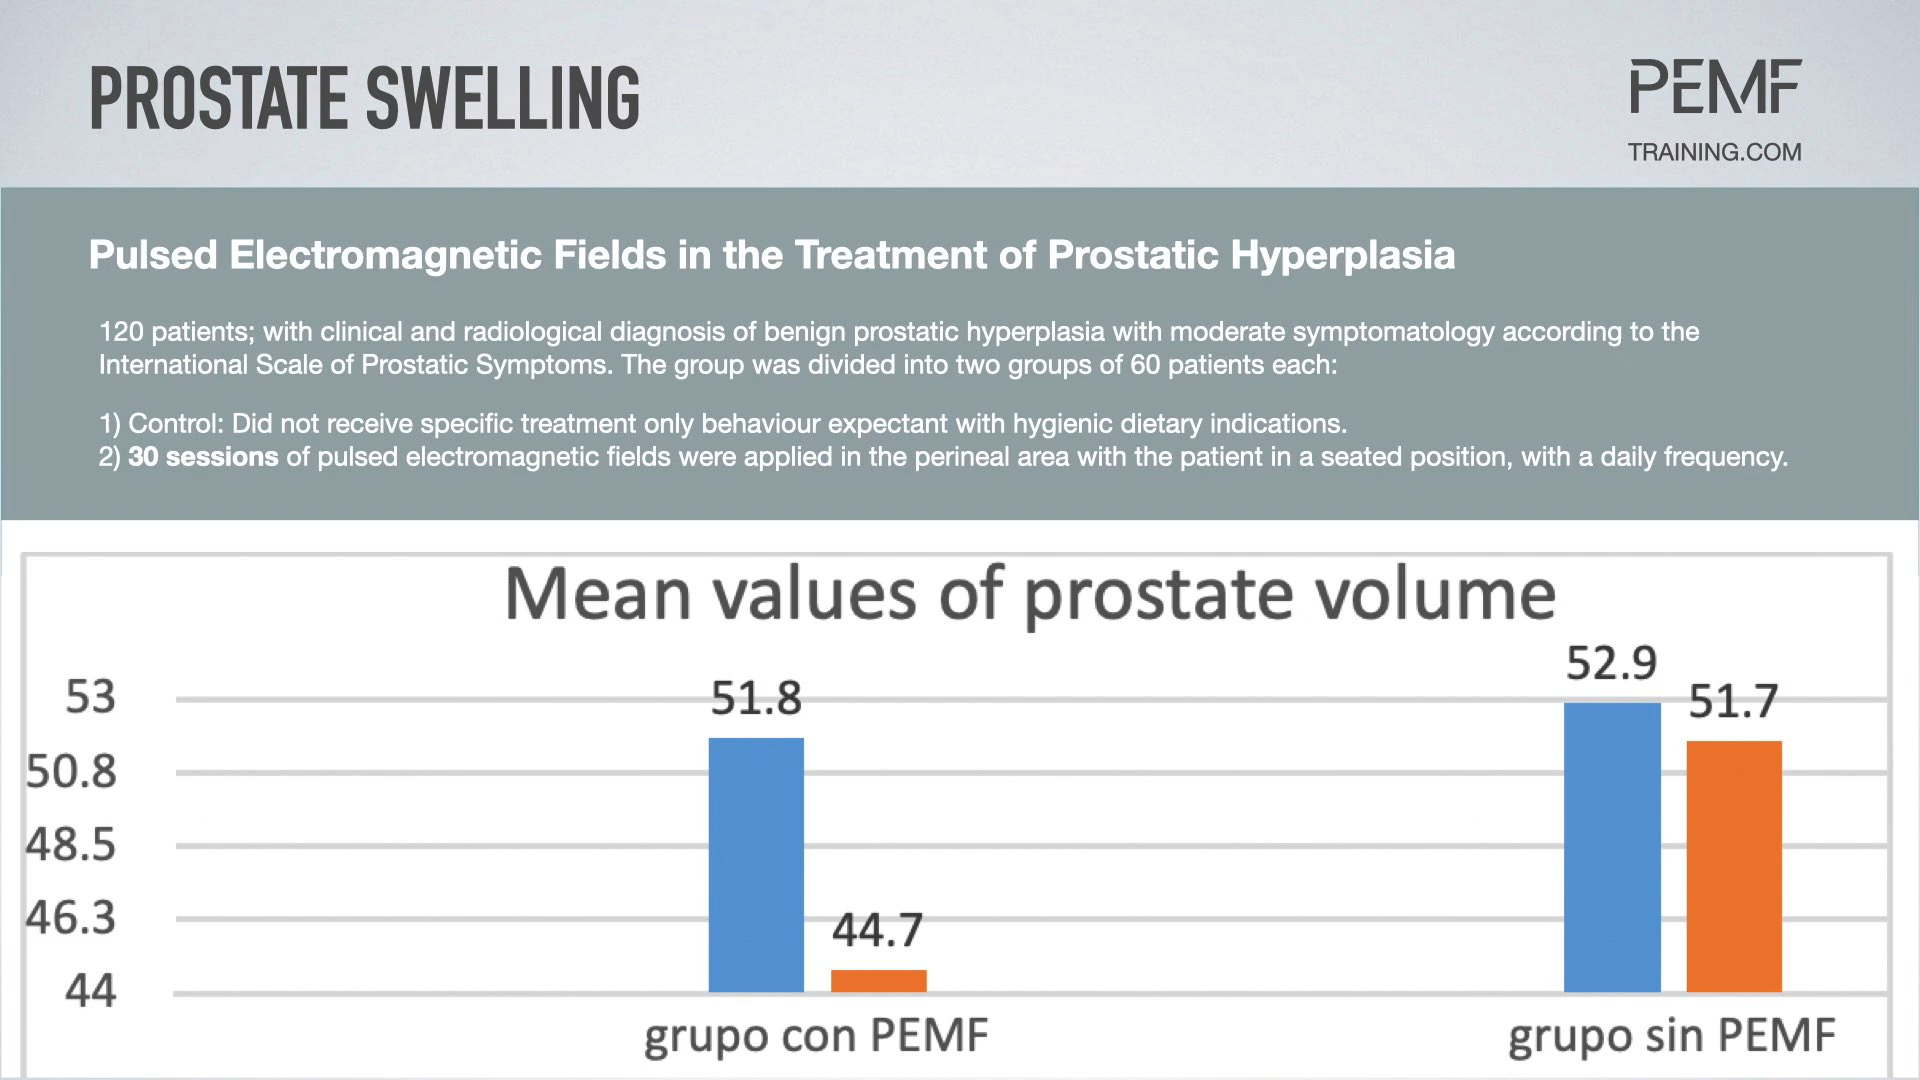 PROSTATE SWELLING
PEMF
TRAINING.COM
Pulsed Electromagnetic Fields in the Treatment of Prostatic Hyperplasia
120 patients; with clinical and radiological diagnosis of benign prostatic hyperplasia with moderate symptomatology according to the
International Scale of Prostatic Symptoms. The group was divided into two groups of 60 patients each:
1) Control: Did not receive specific treatment only behaviour expectant with hygienic dietary indications.
2) 30 sessions of pulsed electromagnetic fields were applied in the perineal area with the patient in a seated position, with a daily frequency.
Mean values of prostate volume
53
50.8
48.5
46.3
44
51.8
44.7
52.9
51.7
grupo con PEMF
grupo sin PEMF